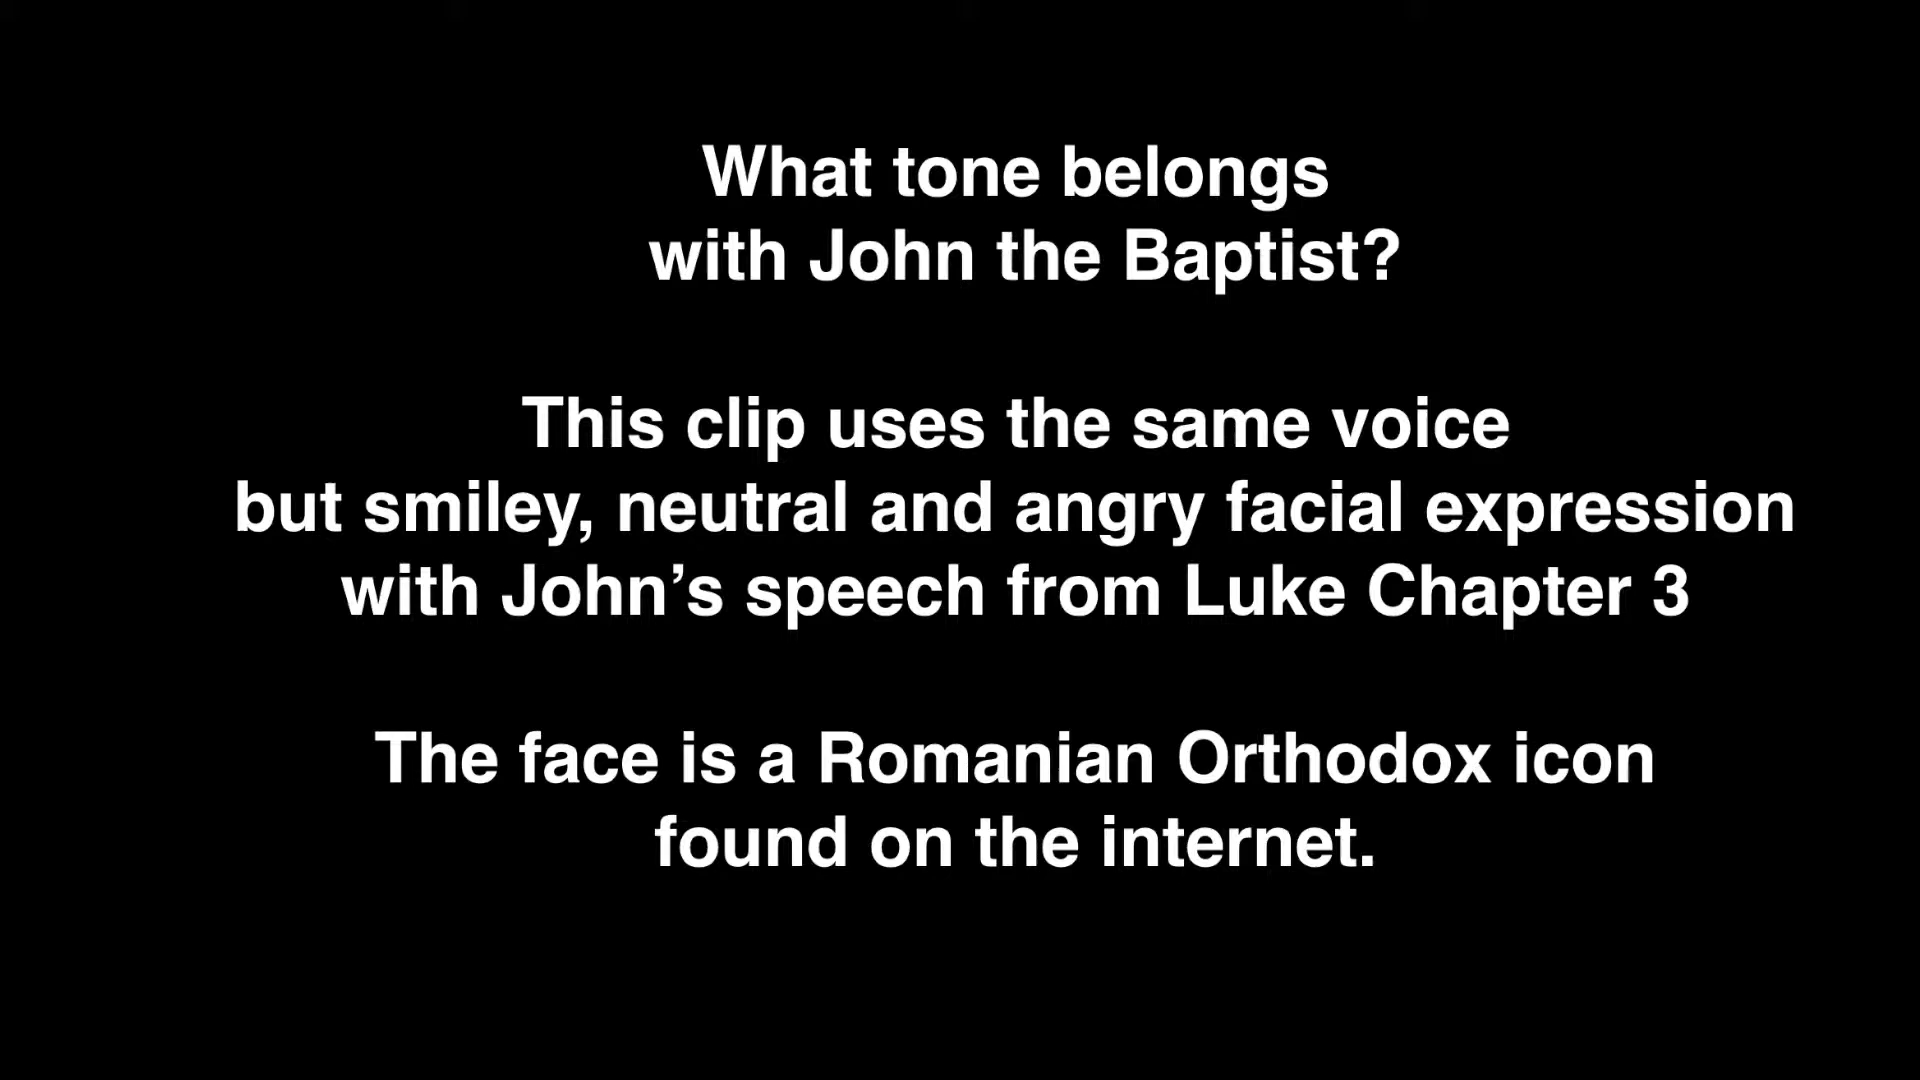 What tone belongs
with John the Baptist?
This clip uses the same voice
but smiley, neutral and angry facial expression
with John’s speech from Luke Chapter 3
The face is a Romanian Orthodox icon
found on the internet.